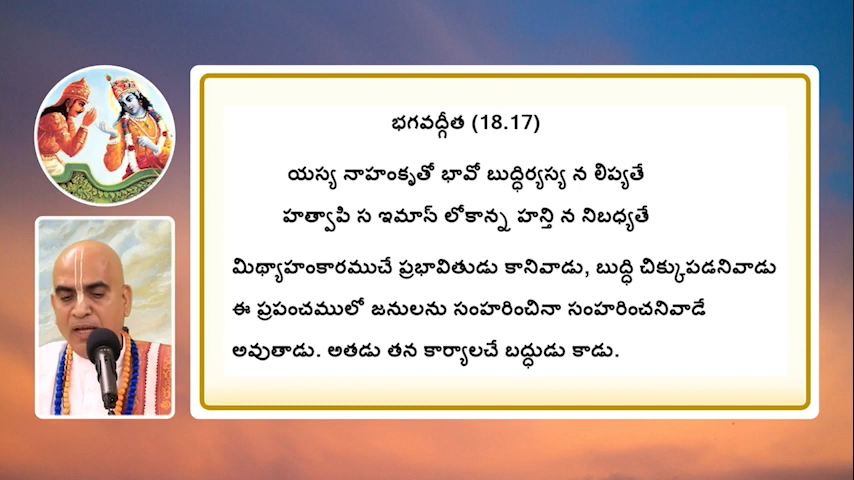 భగవద్గీత (18.17)
యస్య నాహంకృతో భావో బుద్ధిర్యస్య న లిప్యతే
హత్వాపి స ఇమాస్ లోకాన్న హన్తి న నిబధ్యతే
మిథ్యాహంకారముచే ప్రభావితుడు కానివాడు, బుద్ధి చిక్కుపడనివాడు
ఈ ప్రపంచములో జనులను సంహరించినా సంహరించనివాడే
అవుతాడు. అతడు తన కార్యాలచే బద్ధుడు కాడు.